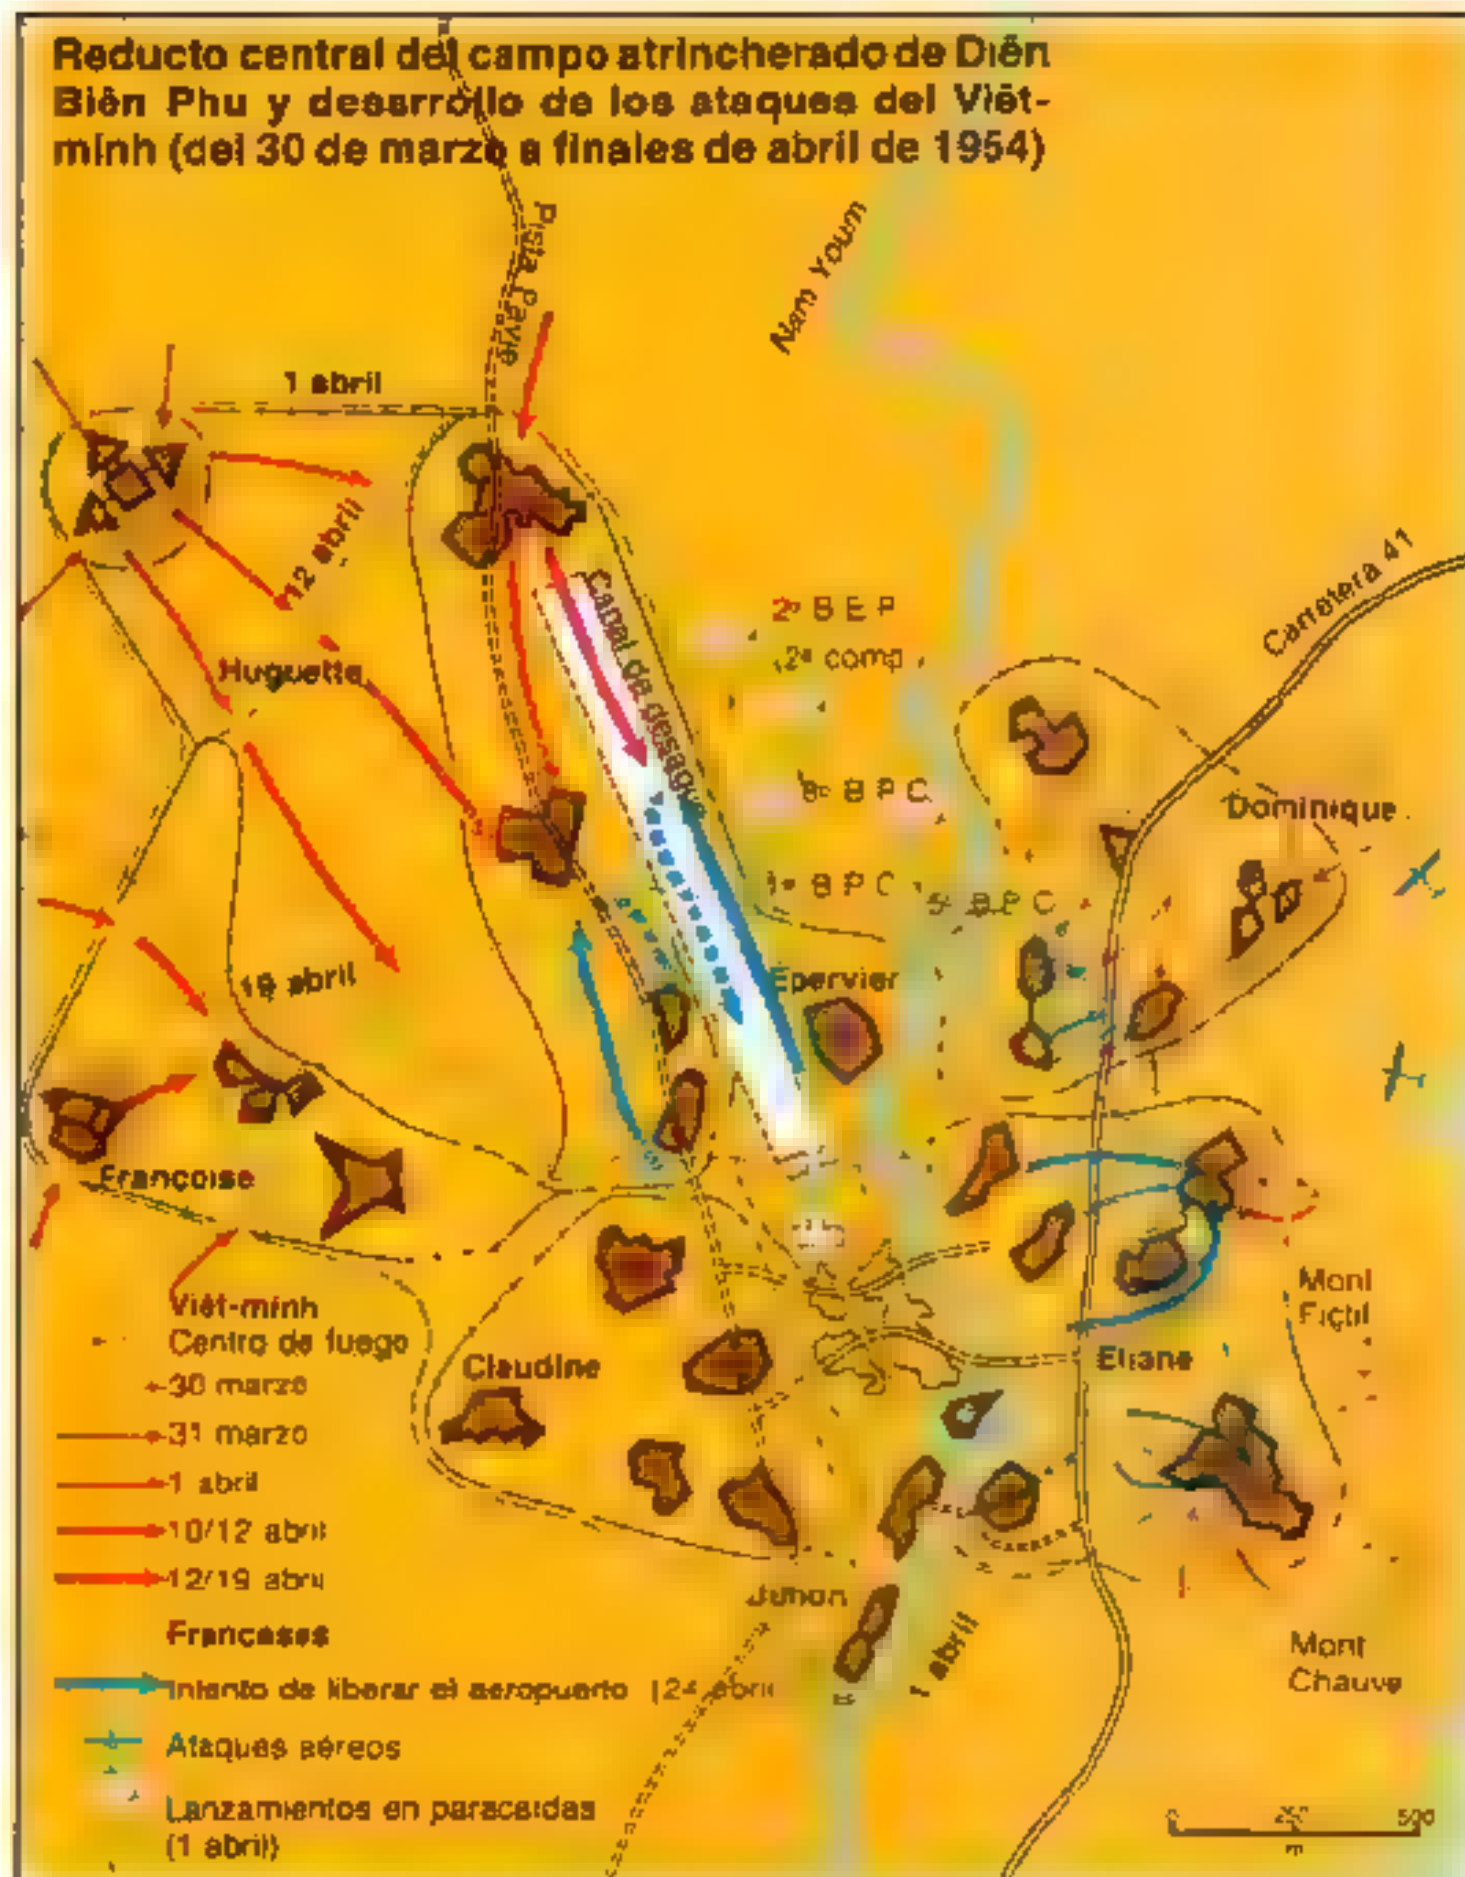 Reducto central del campo atrincherado de Diên
Biên Phu y desarrollo de los ataques del Viêt-
minh (del 30 de marzo a finales de abril de 1954)
Pista Pavie
Nam Youm
1 abril
12 abril
Carretera 41
Canal de desagüe
2º B E P
(2ª comp.)
Huguette
8º B P C
Dominique
1º B P C
5º B P C
Epervier
18 abril
Françoise
Mont
Fictif
Viêt-minh
Centro de fuego
30 marzo
31 marzo
1 abril
10/12 abril
12/19 abril
Claudine
Eliane
Junon
1 abril
Mont
Chauve
Franceses
Intento de liberar el aeropuerto (24 abril)
Ataques aéreos
Lanzamientos en paracaídas
(1 abril)
0 250 500
m